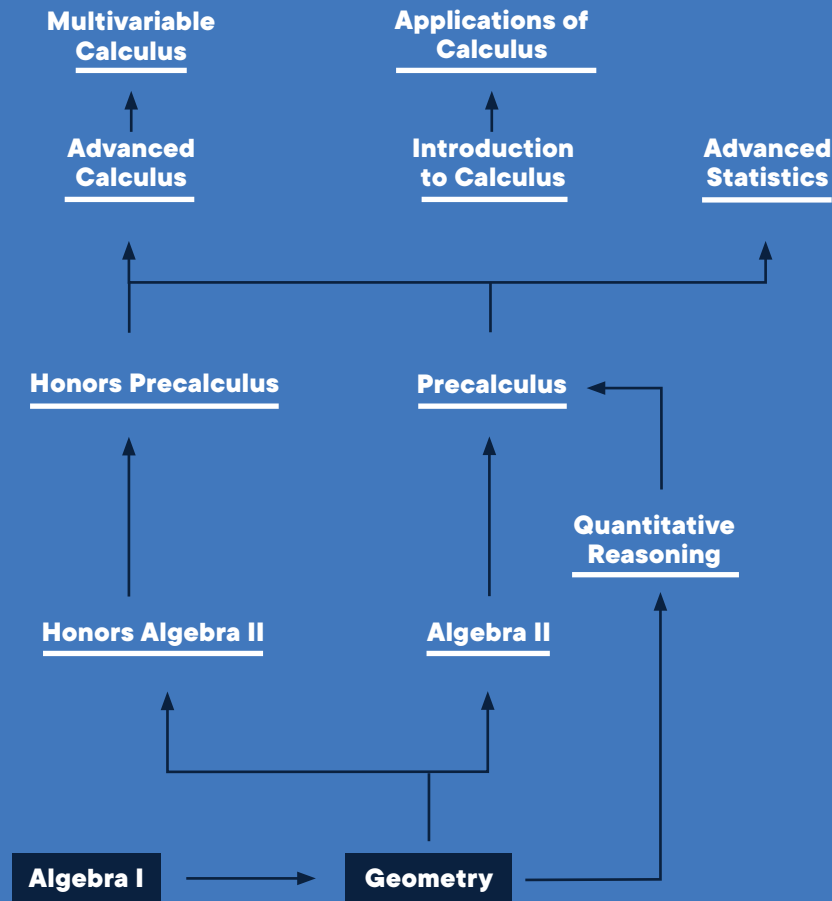 Multivariable
Calculus
Applications of
Calculus
Advanced
Calculus
Introduction
to Calculus
Advanced
Statistics
Honors Precalculus
Precalculus
Quantitative
Reasoning
Honors Algebra II
Algebra II
Algebra I
Geometry